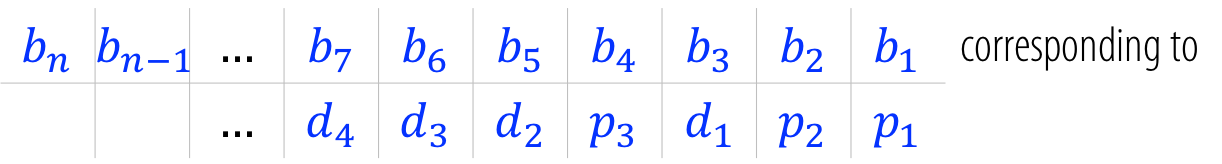 bₙ bₙ₋₁ ... b₇ b₆ b₅ b₄ b₃ b₂ b₁ corresponding to
... d₄ d₃ d₂ p₃ d₁ p₂ p₁